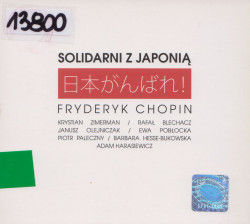 13800
SOLIDARNI Z JAPONIĄ
日本がんばれ!
FRYDERYK CHOPIN
KRYSTIAN ZIMERMAN / RAFAŁ BLECHACZ
JANUSZ OLEJNICZAK / EWA POBŁOCKA
PIOTR PALECZNY / BARBARA HESSE-BUKOWSKA
ADAM HARASIEWICZ